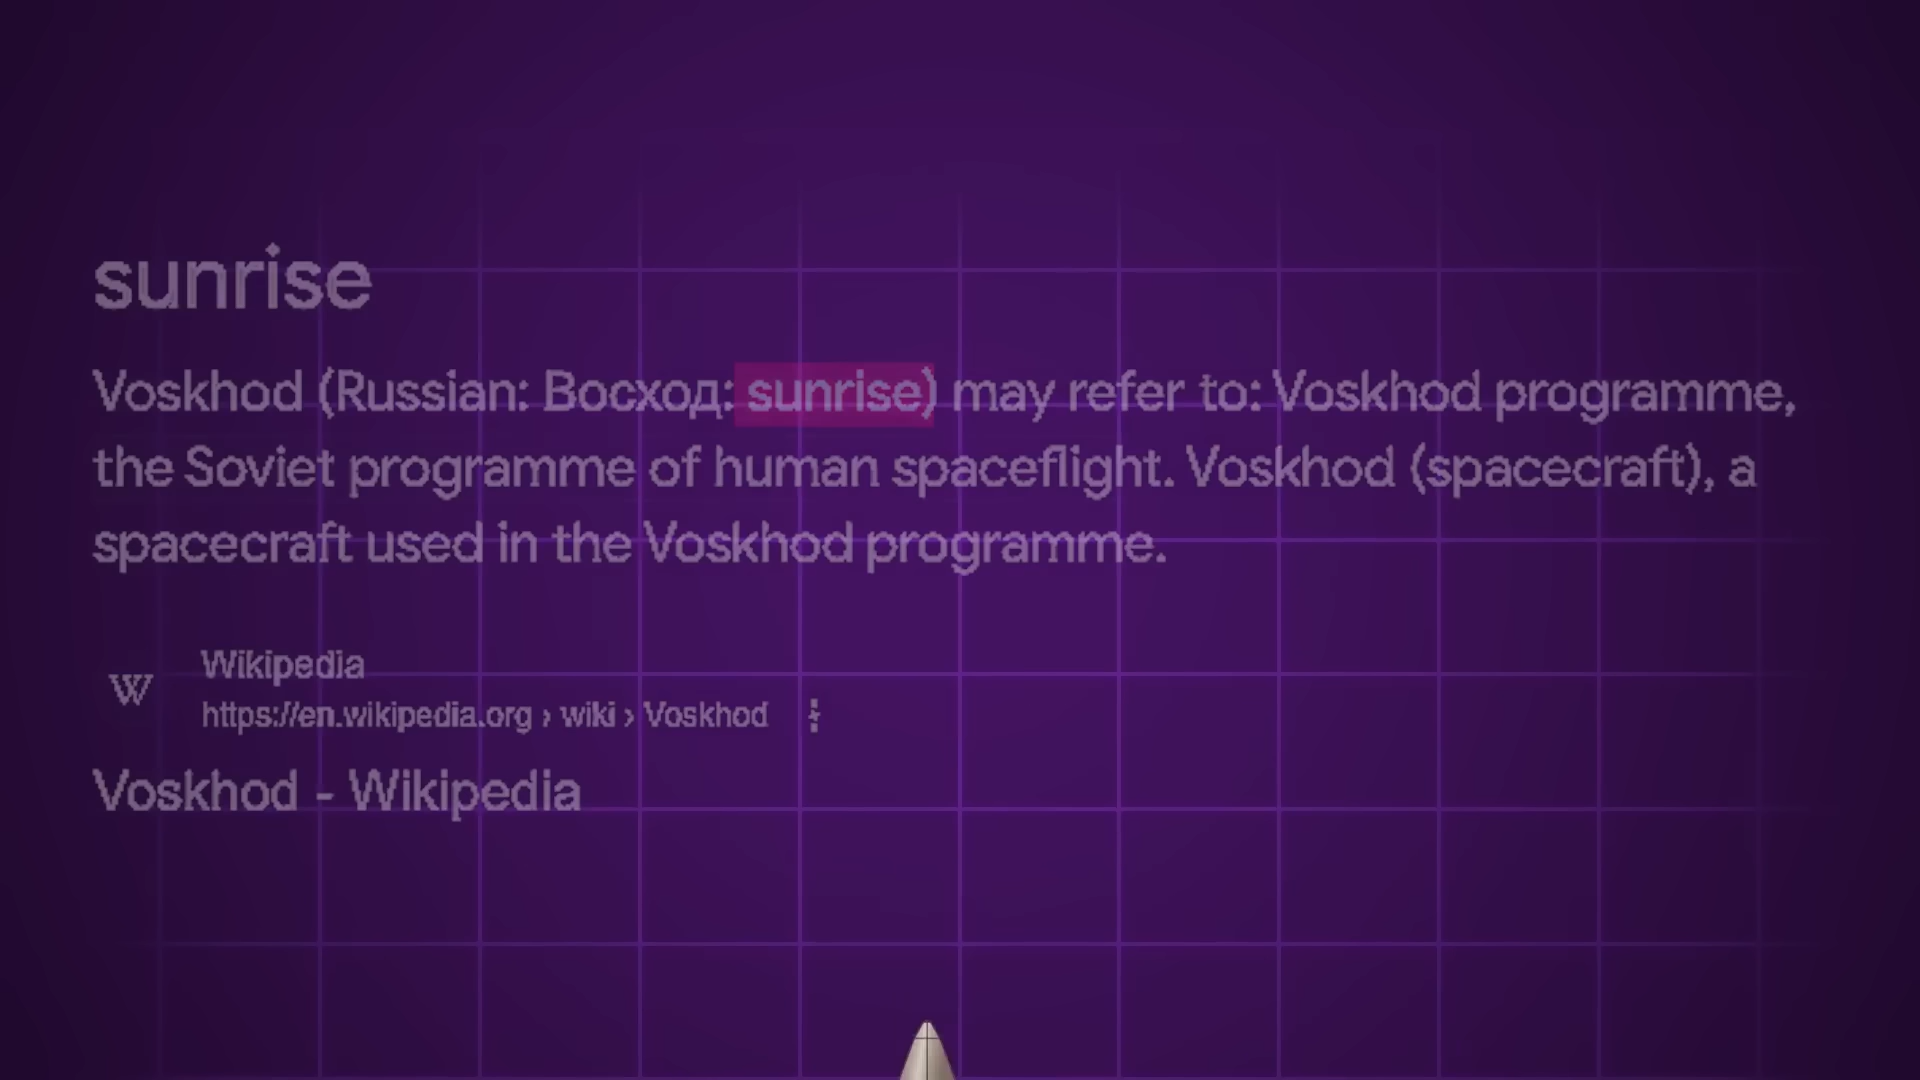 sunrise
Voskhod (Russian: Восход: sunrise) may refer to: Voskhod programme,
the Soviet programme of human spaceflight. Voskhod (spacecraft), a
spacecraft used in the Voskhod programme.
W
Wikipedia
https://en.wikipedia.org › wiki › Voskhod
Voskhod - Wikipedia